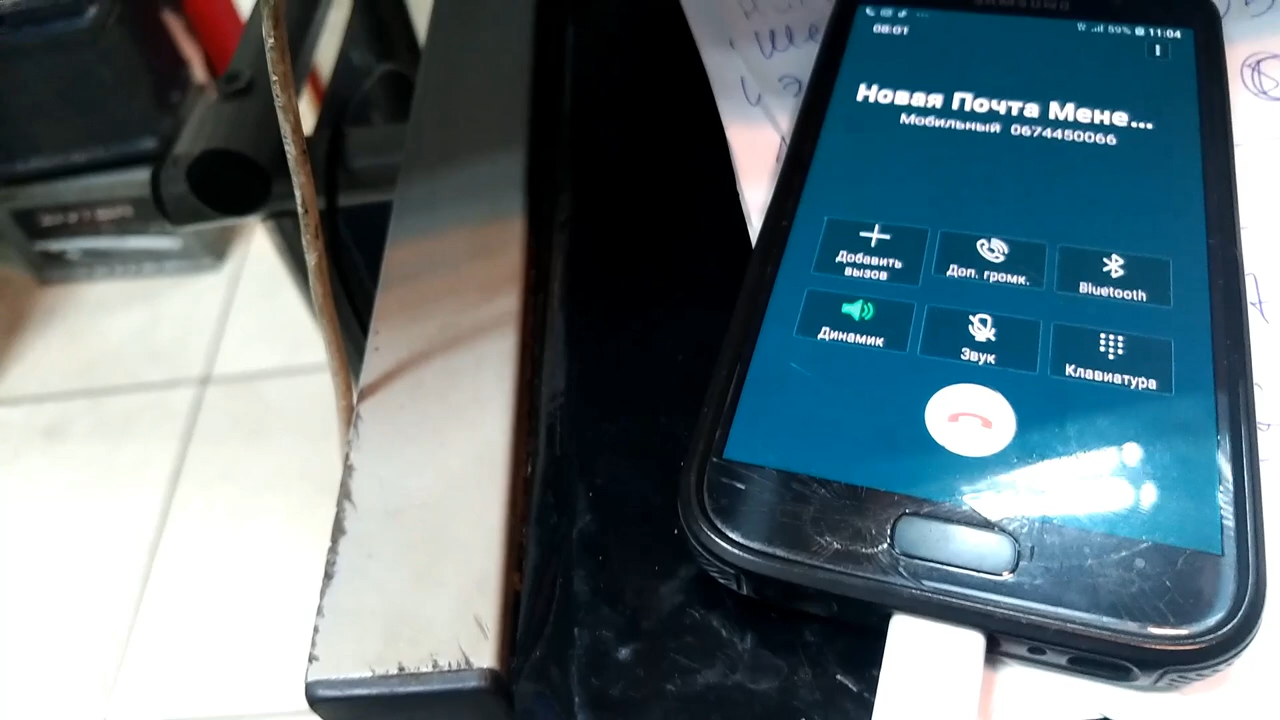 SAMSUNG
08:01
59% 11:04
Новая Почта Мене...
Мобильный 0674450066
Добавить
вызов
Доп. громк.
Bluetooth
Динамик
Звук
Клавиатура